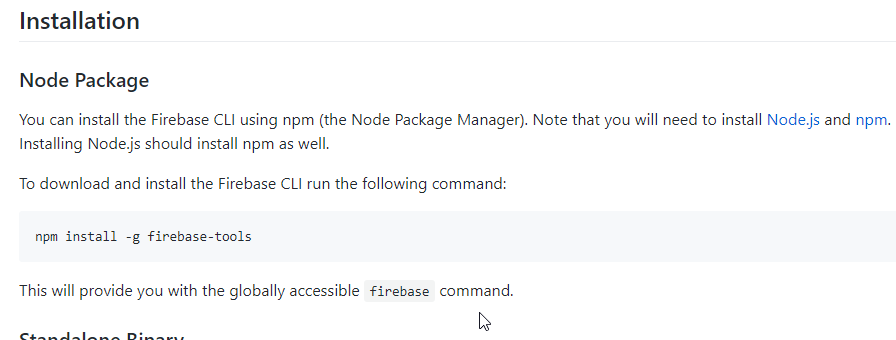 Installation
Node Package
You can install the Firebase CLI using npm (the Node Package Manager). Note that you will need to install Node.js and npm.
Installing Node.js should install npm as well.
To download and install the Firebase CLI run the following command:
npm install -g firebase-tools
This will provide you with the globally accessible firebase command.
Standalone Binary